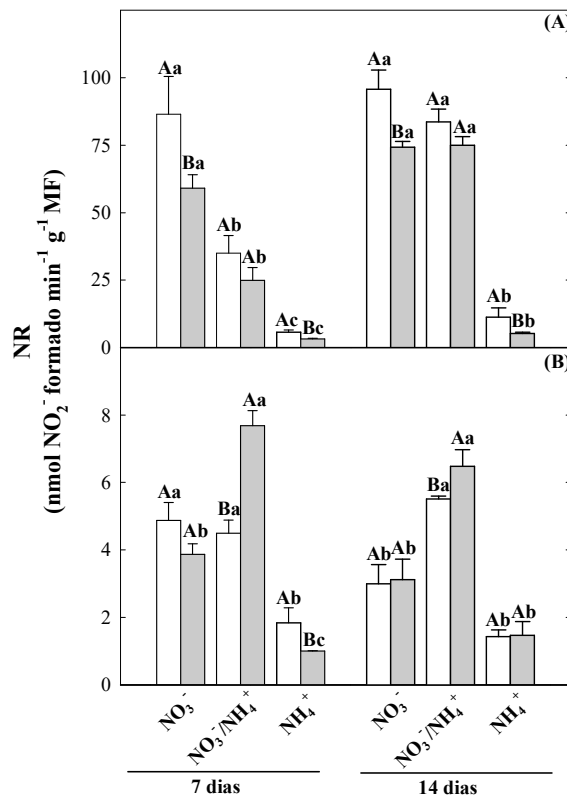 (A)
NR
(nmol NO₂⁻ formado min⁻¹ g⁻¹ MF)
100
75
50
25
0
Aa
Ba
Ab
Ab
Ac
Bc
Aa
Ba
Aa
Aa
Ab
Bb
(B)
8
6
4
2
0
Aa
Ab
Ba
Aa
Ab
Bc
Ab
Ab
Ba
Aa
Ab
Ab
NO₃⁻
NO₃⁻/NH₄⁺
NH₄⁺
NO₃⁻
NO₃⁻/NH₄⁺
NH₄⁺
7 dias
14 dias